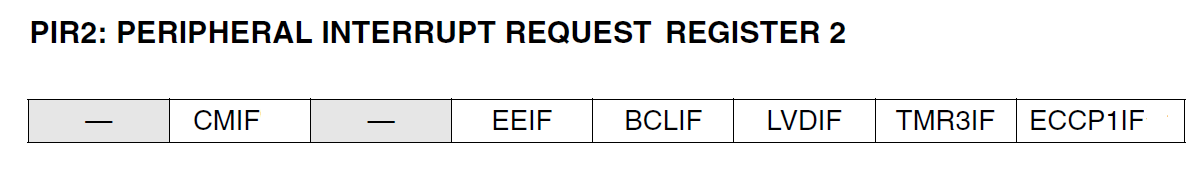 PIR2: PERIPHERAL INTERRUPT REQUEST REGISTER 2
— CMIF — EEIF BCLIF LVDIF TMR3IF ECCP1IF